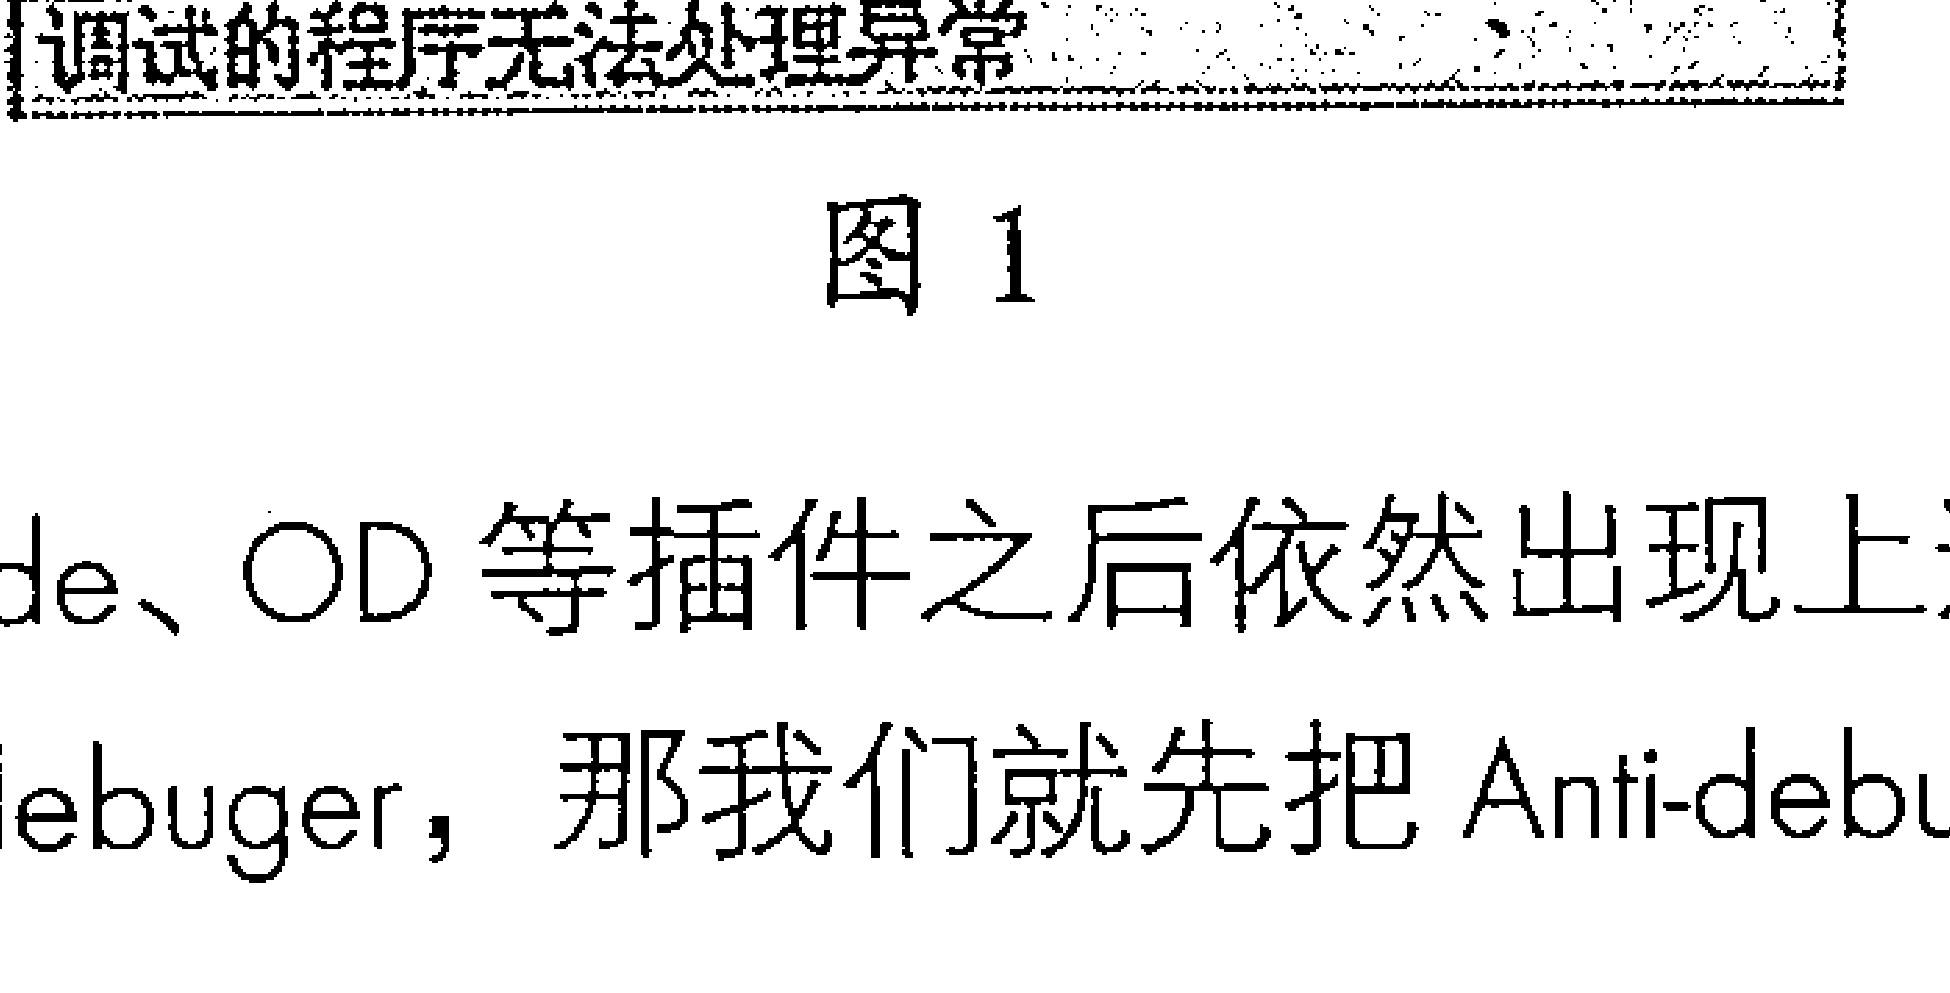 调试的程序无法处理异常
图 1
de、OD 等插件之后依然出现上
ebuger，那我们就先把 Anti-debu